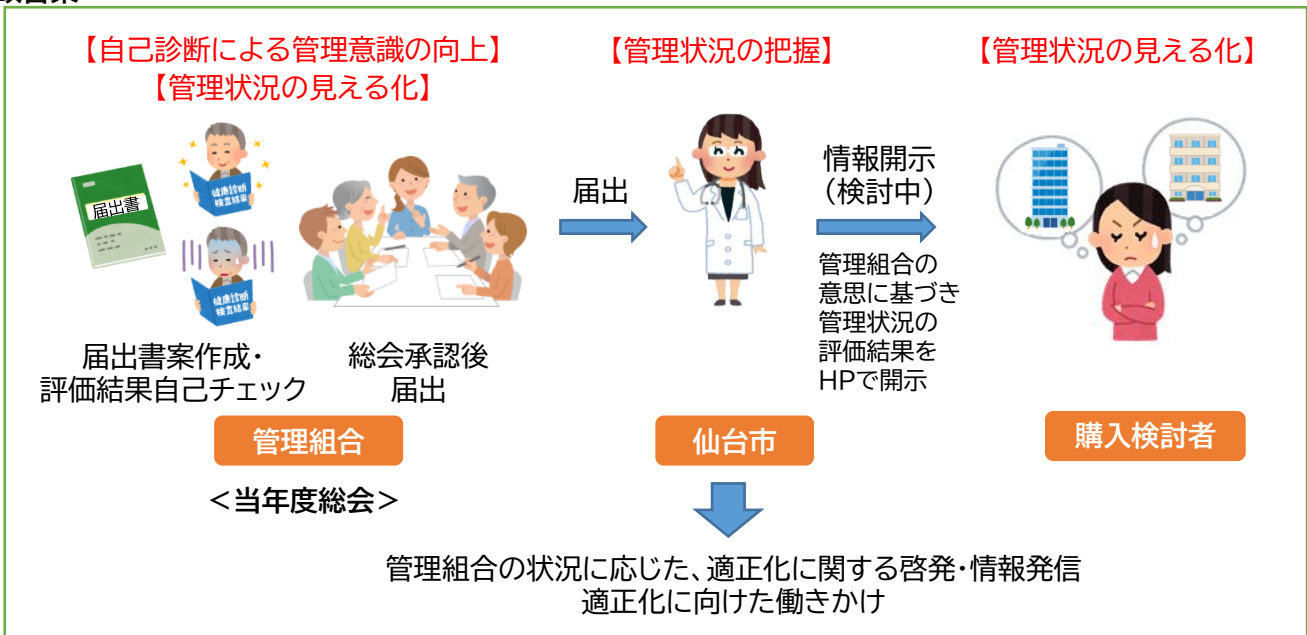 【自己診断による管理意識の向上】
【管理状況の見える化】
【管理状況の把握】
【管理状況の見える化】
届出書
健康診断
検査結果
健康診断
検査結果
届出書案作成・
評価結果自己チェック
総会承認後
届出
届出
情報開示
（検討中）
管理組合の
意思に基づき
管理状況の
評価結果を
HPで開示
管理組合
仙台市
購入検討者
＜当年度総会＞
管理組合の状況に応じた、適正化に関する啓発・情報発信
適正化に向けた働きかけ